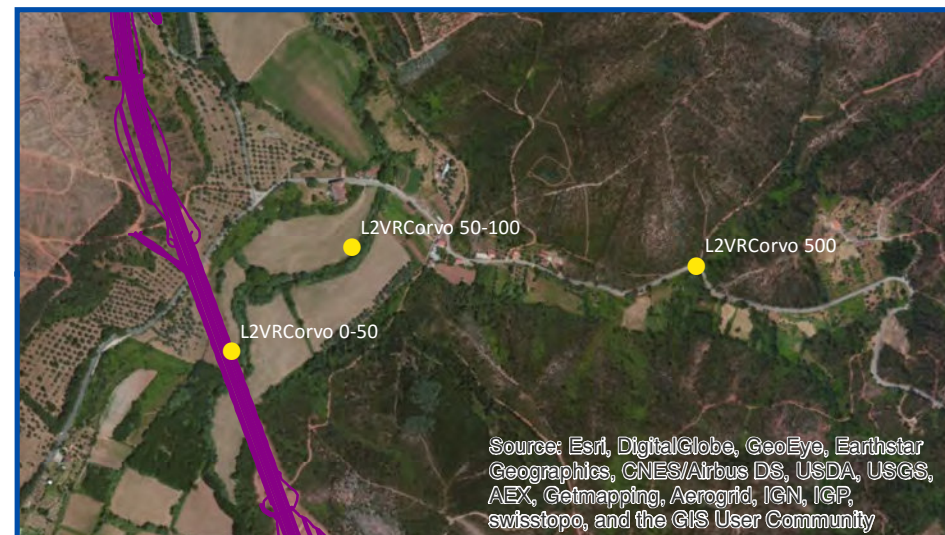 L2VRCorvo 50-100
L2VRCorvo 500
L2VRCorvo 0-50
Source: Esri, DigitalGlobe, GeoEye, Earthstar
Geographics, CNES/Airbus DS, USDA, USGS,
AEX, Getmapping, Aerogrid, IGN, IGP,
swisstopo, and the GIS User Community